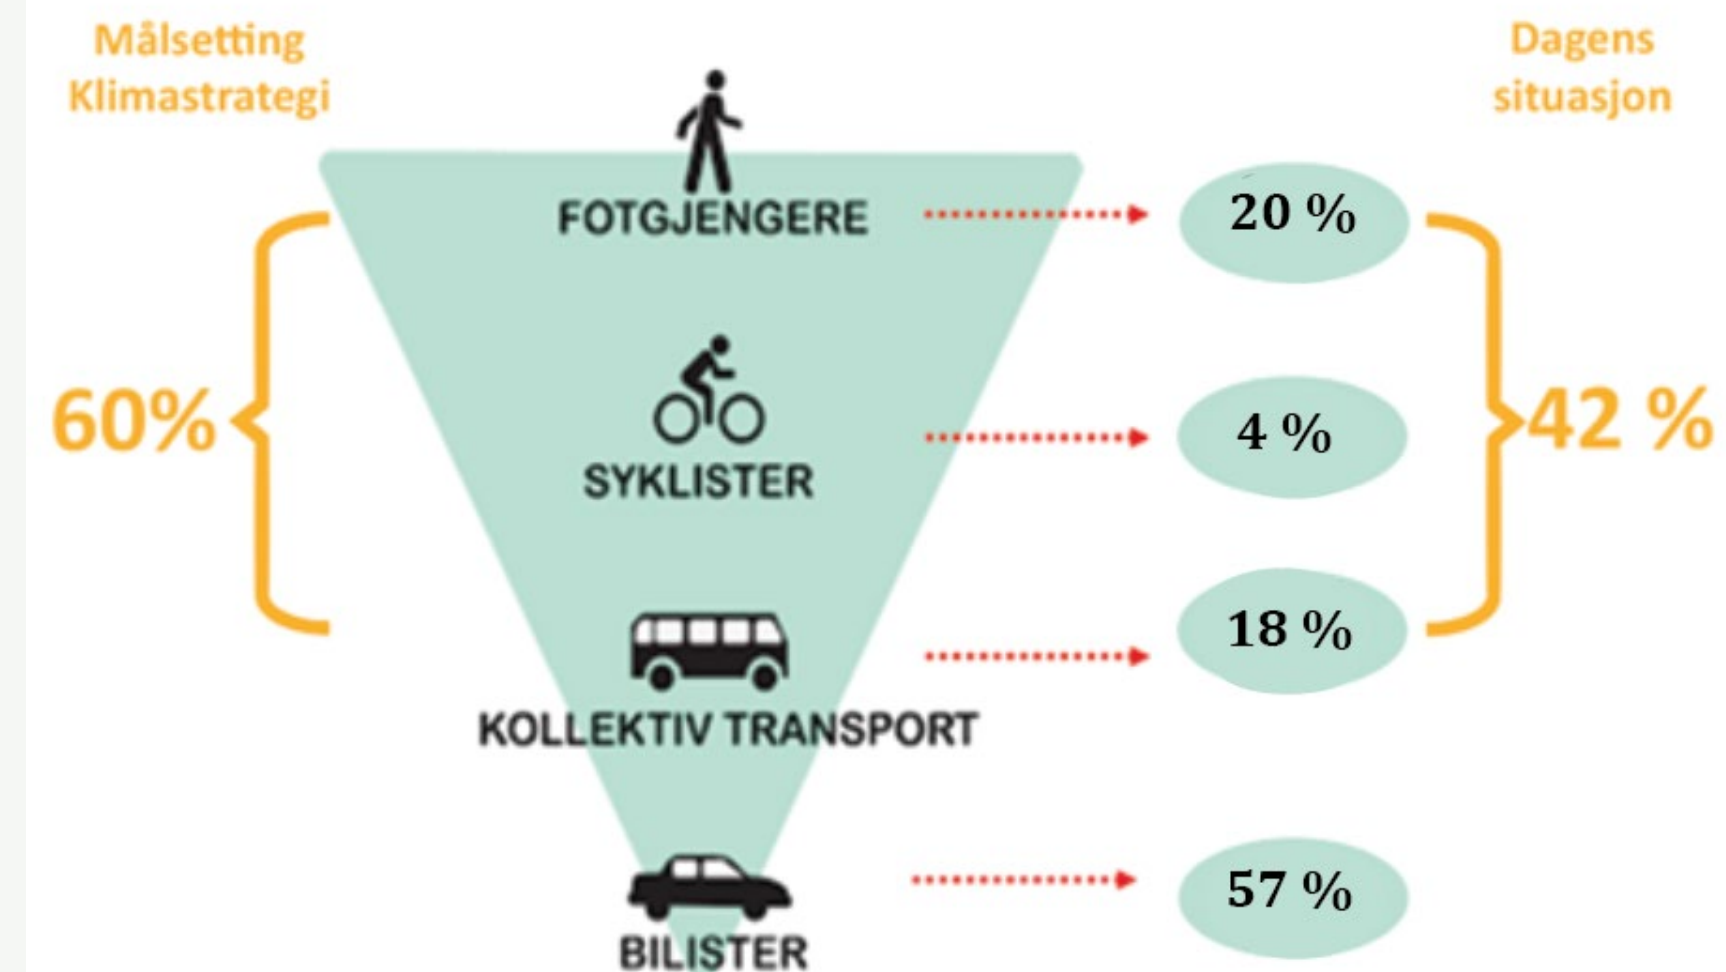 Målsetting
Klimastrategi
Dagens
situasjon
FOTGJENGERE
20 %
SYKLISTER
4 %
60%
42 %
KOLLEKTIV TRANSPORT
18 %
BILISTER
57 %